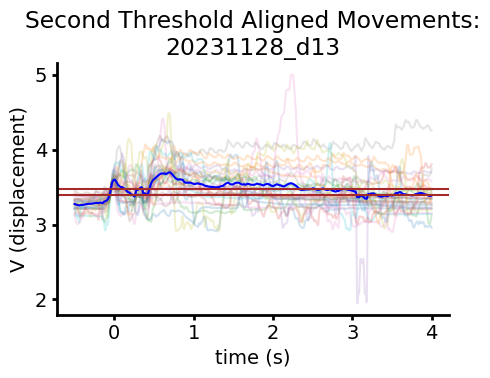 Second Threshold Aligned Movements:
20231128_d13
V (displacement)
5
4
3
2
0
1
2
3
4
time (s)